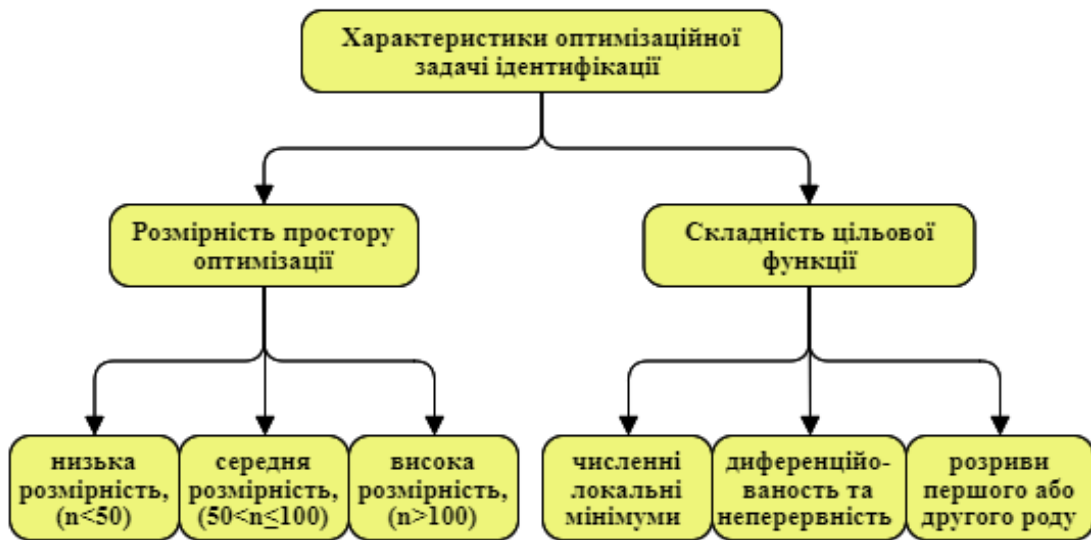 Характеристики оптимізаційної
задачі ідентифікації
Розмірність простору
оптимізації
Складність цільової
функції
низька
розмірність,
(n<50)
середня
розмірність,
(50<n≤100)
висока
розмірність,
(n>100)
численні
локальні
мінімуми
диференційо-
ваность та
неперервність
розриви
першого або
другого роду